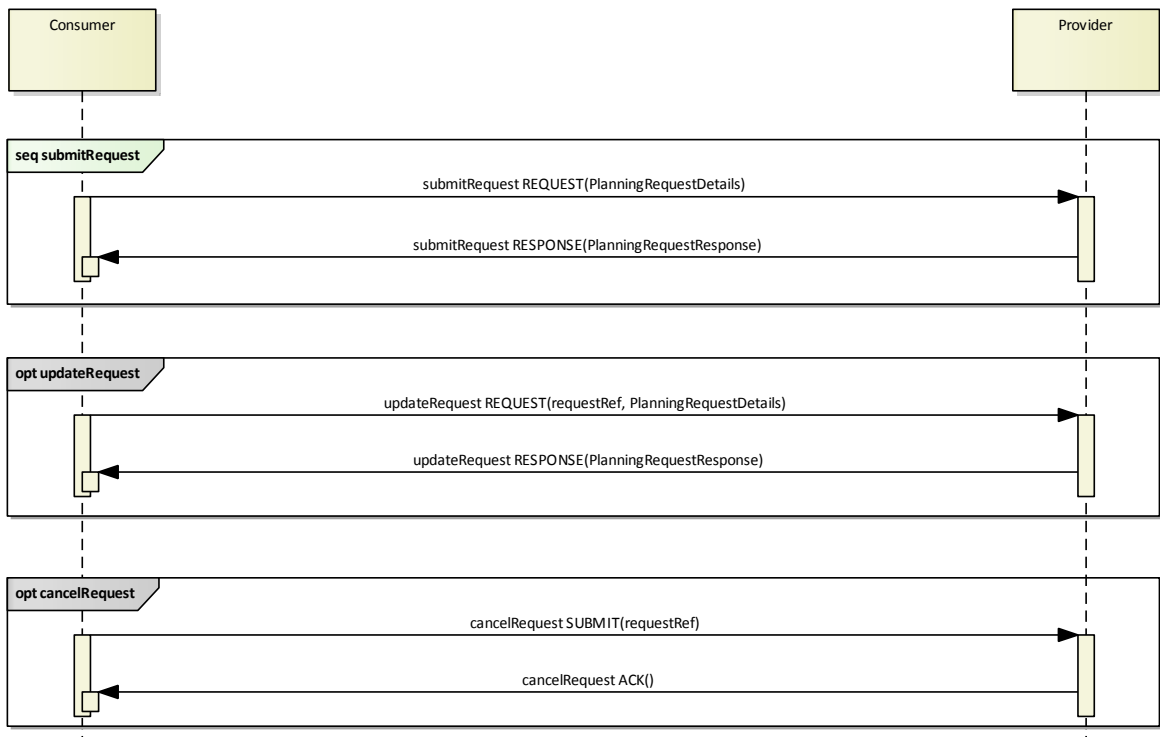 Consumer
Provider
seq submitRequest
submitRequest REQUEST(PlanningRequestDetails)
submitRequest RESPONSE(PlanningRequestResponse)
opt updateRequest
updateRequest REQUEST(requestRef, PlanningRequestDetails)
updateRequest RESPONSE(PlanningRequestResponse)
opt cancelRequest
cancelRequest SUBMIT(requestRef)
cancelRequest ACK()